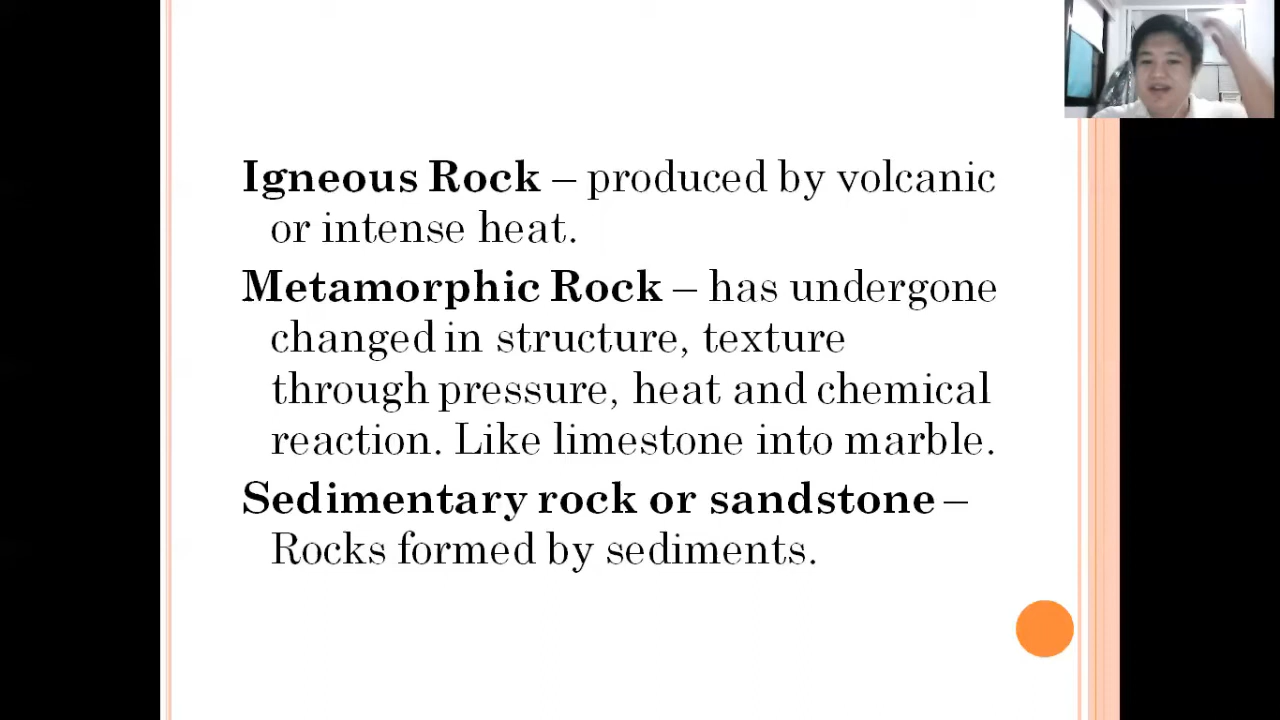 Igneous Rock – produced by volcanic
or intense heat.
Metamorphic Rock – has undergone
changed in structure, texture
through pressure, heat and chemical
reaction. Like limestone into marble.
Sedimentary rock or sandstone –
Rocks formed by sediments.